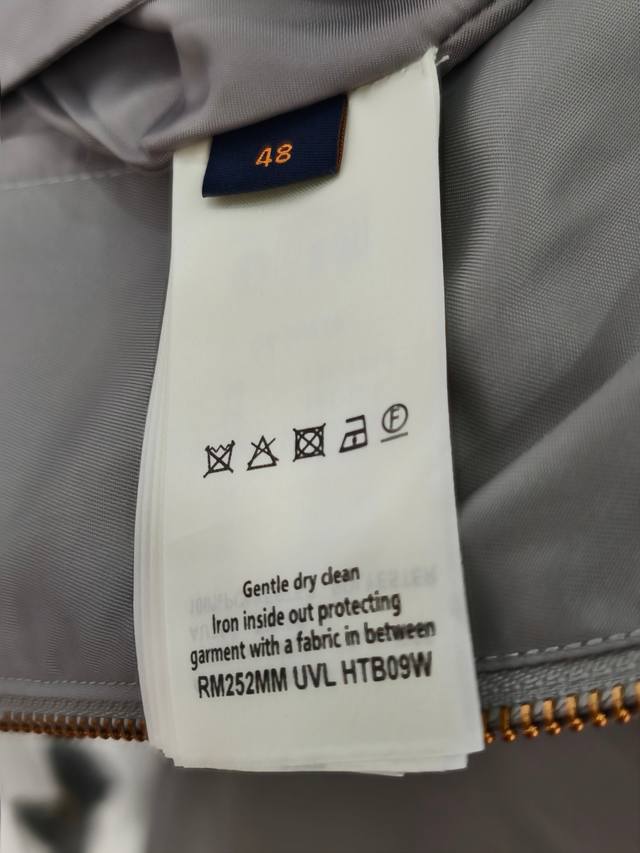 48
F
Gentle dry clean
Iron inside out protecting
garment with a fabric in between
RM252MM UVL HTB09W